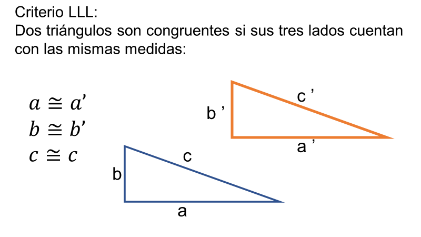 Criterio LLL:
Dos triángulos son congruentes si sus tres lados cuentan
con las mismas medidas:
a ≅ a’
b ≅ b’
c ≅ c
c ’
b ’
a ’
c
b
a